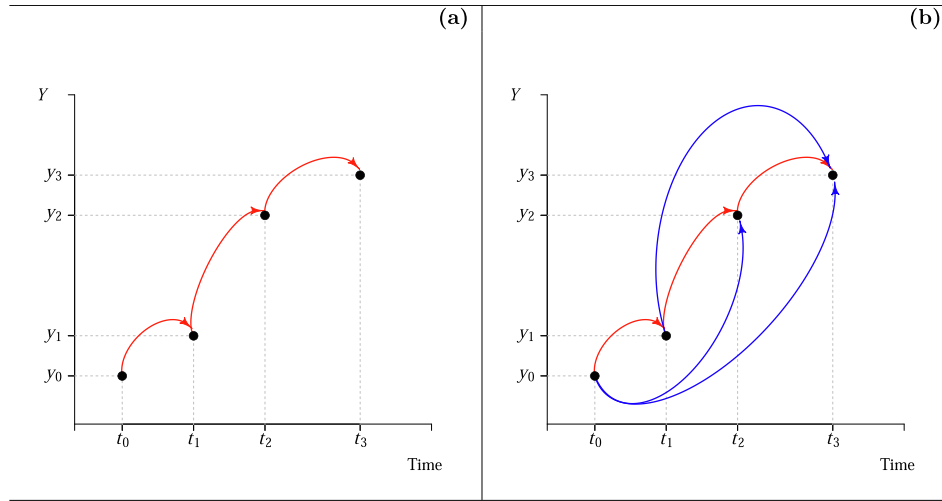 (a)
Y
y₃
y₂
y₁
y₀
t₀ t₁ t₂ t₃
Time
(b)
Y
y₃
y₂
y₁
y₀
t₀ t₁ t₂ t₃
Time